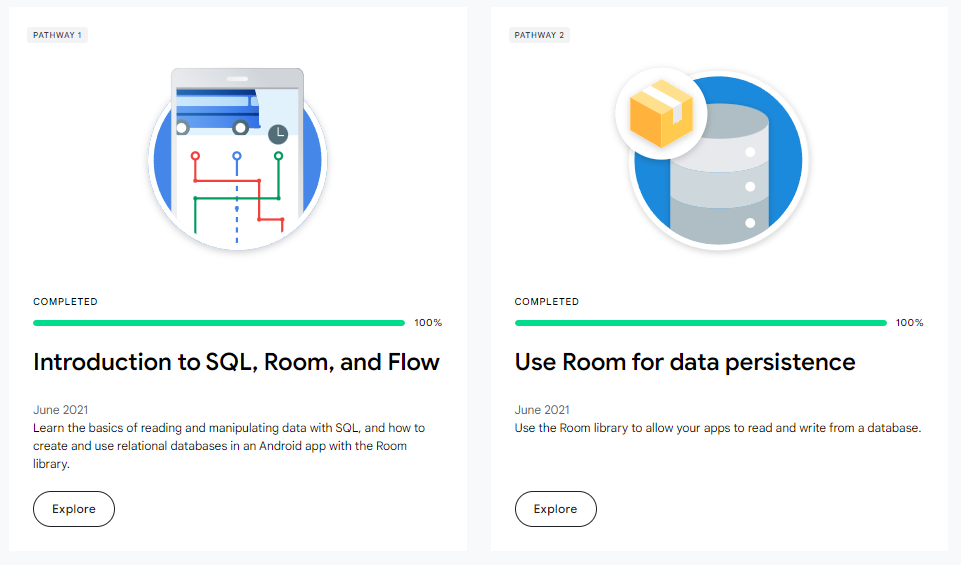 PATHWAY 1
COMPLETED
100%
Introduction to SQL, Room, and Flow
June 2021
Learn the basics of reading and manipulating data with SQL, and how to
create and use relational databases in an Android app with the Room
library.
Explore
PATHWAY 2
COMPLETED
100%
Use Room for data persistence
June 2021
Use the Room library to allow your apps to read and write from a database.
Explore